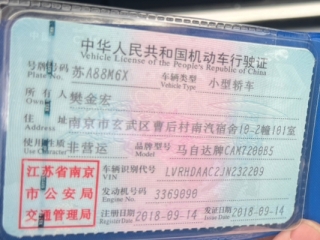 中华人民共和国机动车行驶证
Vehicle License of the People's Republic of China
号牌号码 苏A88M6X 车辆类型 小型轿车
Plate No. Vehicle Type
所有人 樊金宏
Owner
住址 南京市玄武区曹后村南汽宿舍10-2幢101室
Address
使用性质 非营运 品牌型号 马自达牌CAM7200R5
Use Character Model
江苏省南京市公安局交通管理局
车辆识别代号 LVRHDAAC2JN232209
VIN
发动机号码 3369090
Engine No.
注册日期 2018-09-14 发证日期 2018-09-14
Register Date Issue Date